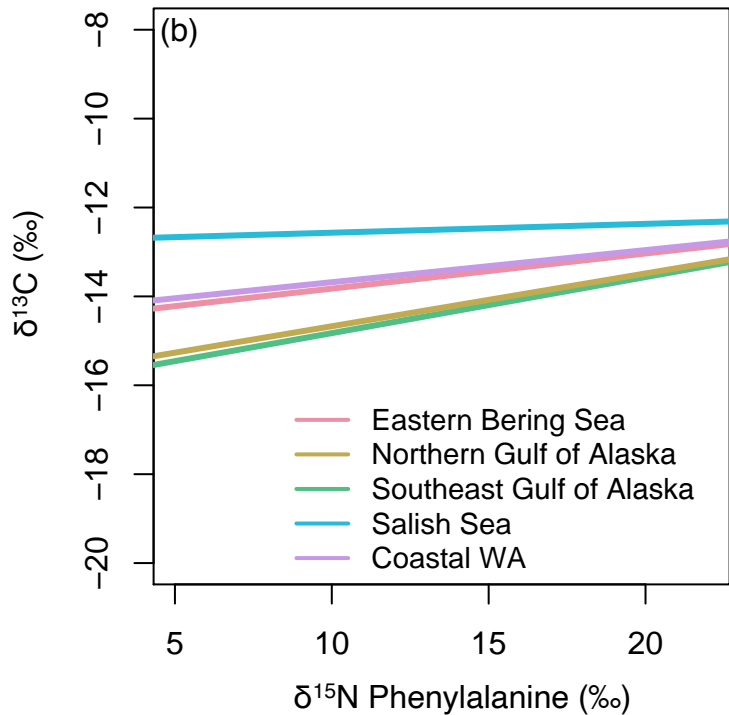 (b)
−8
−10
−12
−14
−16
−18
−20
δ¹³C (‰)
Eastern Bering Sea
Northern Gulf of Alaska
Southeast Gulf of Alaska
Salish Sea
Coastal WA
5 10 15 20
δ¹⁵N Phenylalanine (‰)